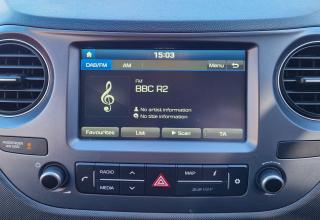 15:03
DAB/FM AM Menu
FM
BBC R2
No artist information
No title information
Favourites List Scan TA
RADIO MAP
MEDIA